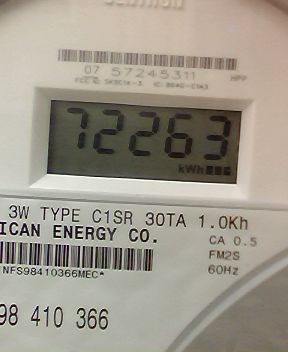 07 57245311 HPP
72263
kWh
3W TYPE C1SR 30TA 1.0Kh
ICAN ENERGY CO.
CA 0.5
FM2S
NFS98410366MEC*
60Hz
98 410 366